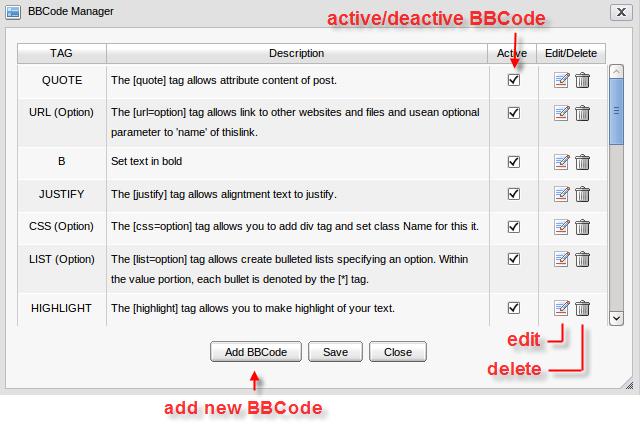 BBCode Manager
active/deactive BBCode
TAG Description Active Edit/Delete
QUOTE The [quote] tag allows attribute content of post.
URL (Option) The [url=option] tag allows link to other websites and files and usean optional
parameter to 'name' of thislink.
B Set text in bold
JUSTIFY The [justify] tag allows aligntment text to justify.
CSS (Option) The [css=option] tag allows you to add div tag and set class Name for this it.
LIST (Option) The [list=option] tag allows create bulleted lists specifying an option. Within
the value portion, each bullet is denoted by the [*] tag.
HIGHLIGHT The [highlight] tag allows you to make highlight of your text.
edit
Add BBCode Save Close
delete
add new BBCode